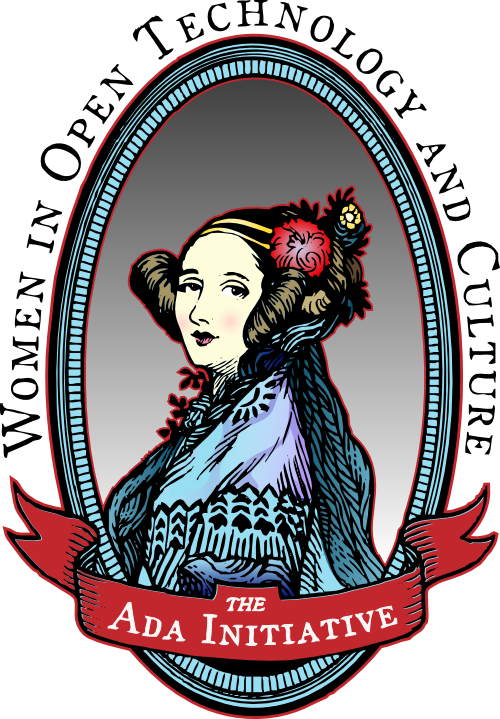 Women in Open Technology and Culture
THE
ADA INITIATIVE